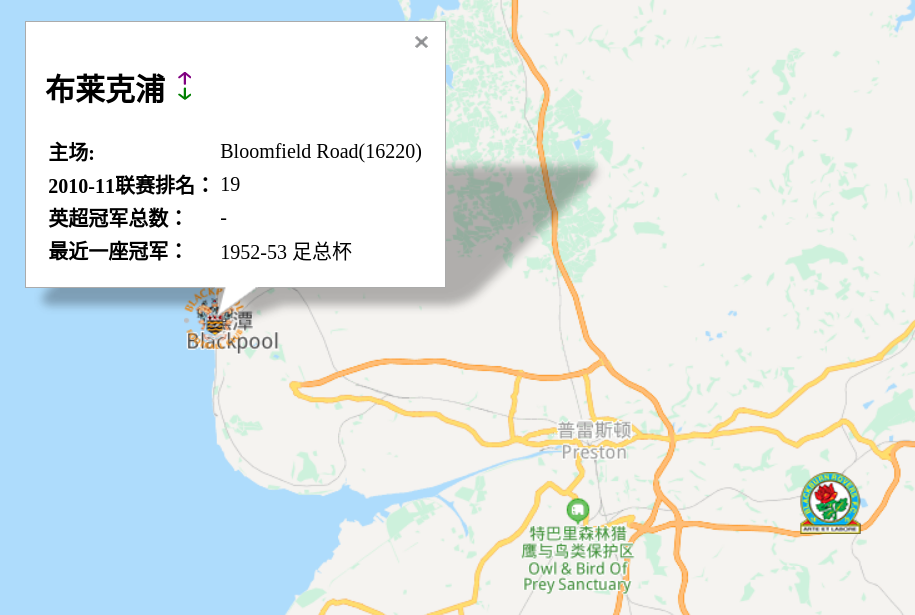 ×
布莱克浦
主场: Bloomfield Road(16220)
2010-11联赛排名： 19
英超冠军总数： -
最近一座冠军： 1952-53 足总杯
BLACKPOOL
潭
Blackpool
普雷斯顿
Preston
BLACKBURN ROVERS F.C.
ARTE ET LABORE
特巴里森林猎
鹰与鸟类保护区
Owl & Bird Of
Prey Sanctuary